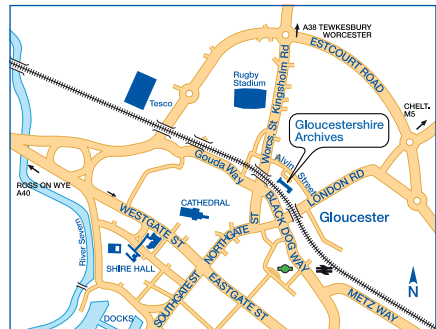 A38 TEWKESBURY
WORCESTER
ESTCOURT ROAD
Kingsholm Rd
Rugby
Stadium
Tesco
CHELT.
M5
Worcs. St
Gloucestershire
Archives
Alvin Street
Gouda Way
LONDON RD
ROSS ON WYE
A40
CATHEDRAL
Gloucester
WESTGATE ST
NORTHGATE ST
BLACK DOG WAY
River Severn
SHIRE HALL
EASTGATE ST
SOUTHGATE ST
METZ WAY
N
DOCKS